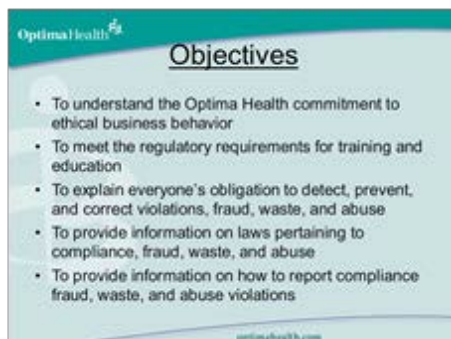 OptimaHealth
Objectives
• To understand the Optima Health commitment to
ethical business behavior
• To meet the regulatory requirements for training and
education
• To explain everyone's obligation to detect, prevent,
and correct violations, fraud, waste, and abuse
• To provide information on laws pertaining to
compliance, fraud, waste, and abuse
• To provide information on how to report compliance
fraud, waste, and abuse violations
optimahealth.com